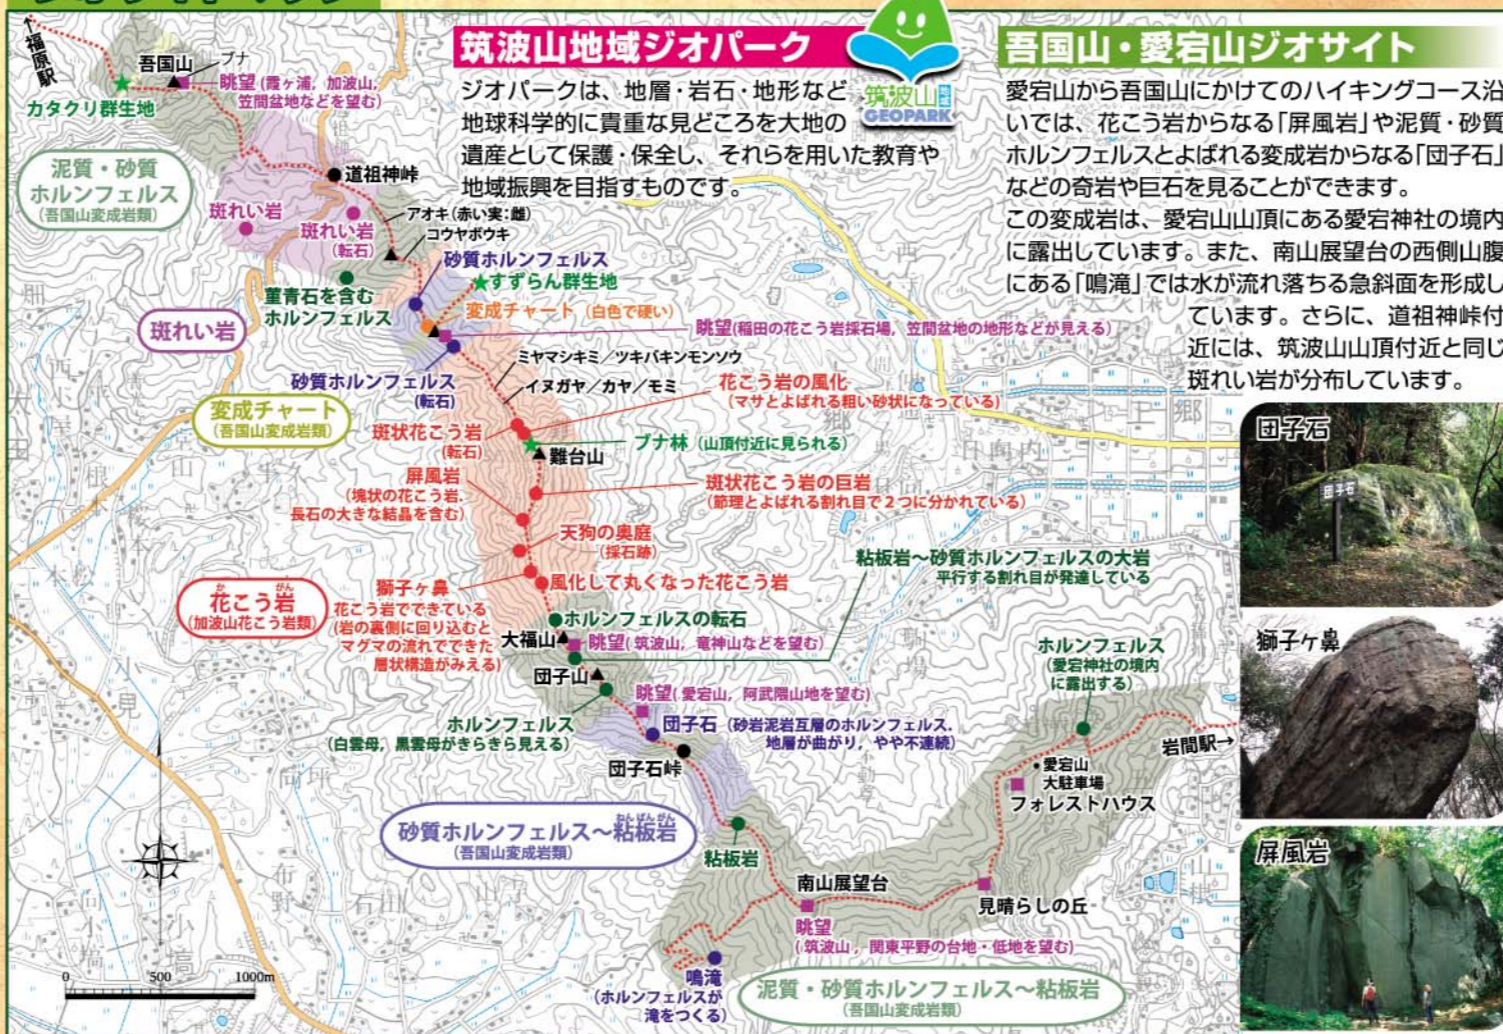 筑波山地域ジオパーク
ジオパークは、地層・岩石・地形など
地球科学的に貴重な見どころを大地の
遺産として保護・保全し、それらを用いた教育や
地域振興を目指すものです。
筑波山地域
GEOPARK
吾国山・愛宕山ジオサイト
愛宕山から吾国山にかけてのハイキングコース沿
いでは、花こう岩からなる「屏風岩」や泥質・砂質
ホルンフェルスとよばれる変成岩からなる「団子石」
などの奇岩や巨石を見ることができます。
この変成岩は、愛宕山山頂にある愛宕神社の境内
に露出しています。また、南山展望台の西側山腹
にある「鳴滝」では水が流れ落ちる急斜面を形成し
ています。さらに、道祖神峠付
近には、筑波山山頂付近と同じ
斑れい岩が分布しています。
←福原駅
吾国山
ブナ
眺望(霞ヶ浦，加波山，
笠間盆地などを望む)
カタクリ群生地
泥質・砂質
ホルンフェルス
(吾国山変成岩類)
道祖神峠
斑れい岩
斑れい岩
(転石)
アオキ(赤い実:雌)
コウヤボウキ
砂質ホルンフェルス
すずらん群生地
菫青石を含む
ホルンフェルス
変成チャート (白色で硬い)
斑れい岩
眺望(稲田の花こう岩採石場，笠間盆地の地形などが見える)
ミヤマシキミ／ツキバキンモンソウ
砂質ホルンフェルス
(転石)
イヌガヤ／カヤ／モミ
花こう岩の風化
(マサとよばれる粗い砂状になっている)
変成チャート
(吾国山変成岩類)
斑状花こう岩
(転石)
ブナ林 (山頂付近に見られる)
難台山
屏風岩
(塊状の花こう岩．
長石の大きな結晶を含む)
斑状花こう岩の巨岩
(節理とよばれる割れ目で２つに分かれている)
天狗の奥庭
(採石跡)
粘板岩～砂質ホルンフェルスの大岩
平行する割れ目が発達している
獅子ヶ鼻
花こう岩でできている
(岩の裏側に回り込むと
マグマの流れでできた
層状構造がみえる)
風化して丸くなった花こう岩
かこうがん
花こう岩
(加波山花こう岩類)
ホルンフェルスの転石
大福山
眺望(筑波山，竜神山などを望む)
団子山
ホルンフェルス
(愛宕神社の境内
に露出する)
眺望(愛宕山，阿武隈山地を望む)
ホルンフェルス
(白雲母，黒雲母がきらきら見える)
団子石 (砂岩泥岩互層のホルンフェルス．
地層が曲がり，やや不連続)
団子石峠
岩間駅→
愛宕山
大駐車場
フォレストハウス
ねんばんがん
砂質ホルンフェルス～粘板岩
(吾国山変成岩類)
粘板岩
南山展望台
見晴らしの丘
眺望
(筑波山，関東平野の台地・低地を望む)
鳴滝
(ホルンフェルスが
滝をつくる)
泥質・砂質ホルンフェルス～粘板岩
(吾国山変成岩類)
0 500 1000m
団子石
団子石
獅子ヶ鼻
屏風岩